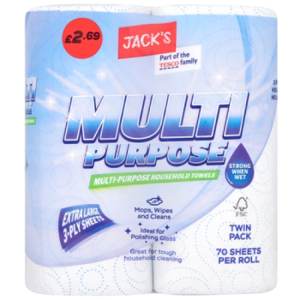 £2.69
JACK'S
Part of the
TESCO family
MULTI
PURPOSE
MULTI-PURPOSE HOUSEHOLD TOWELS
STRONG
WHEN
WET
EXTRA LARGE
3-PLY SHEETS
Mops, Wipes
and Cleans.
Ideal for
Polishing Glass
Great for tough
household cleaning
FSC
TWIN
PACK
70 SHEETS
PER ROLL